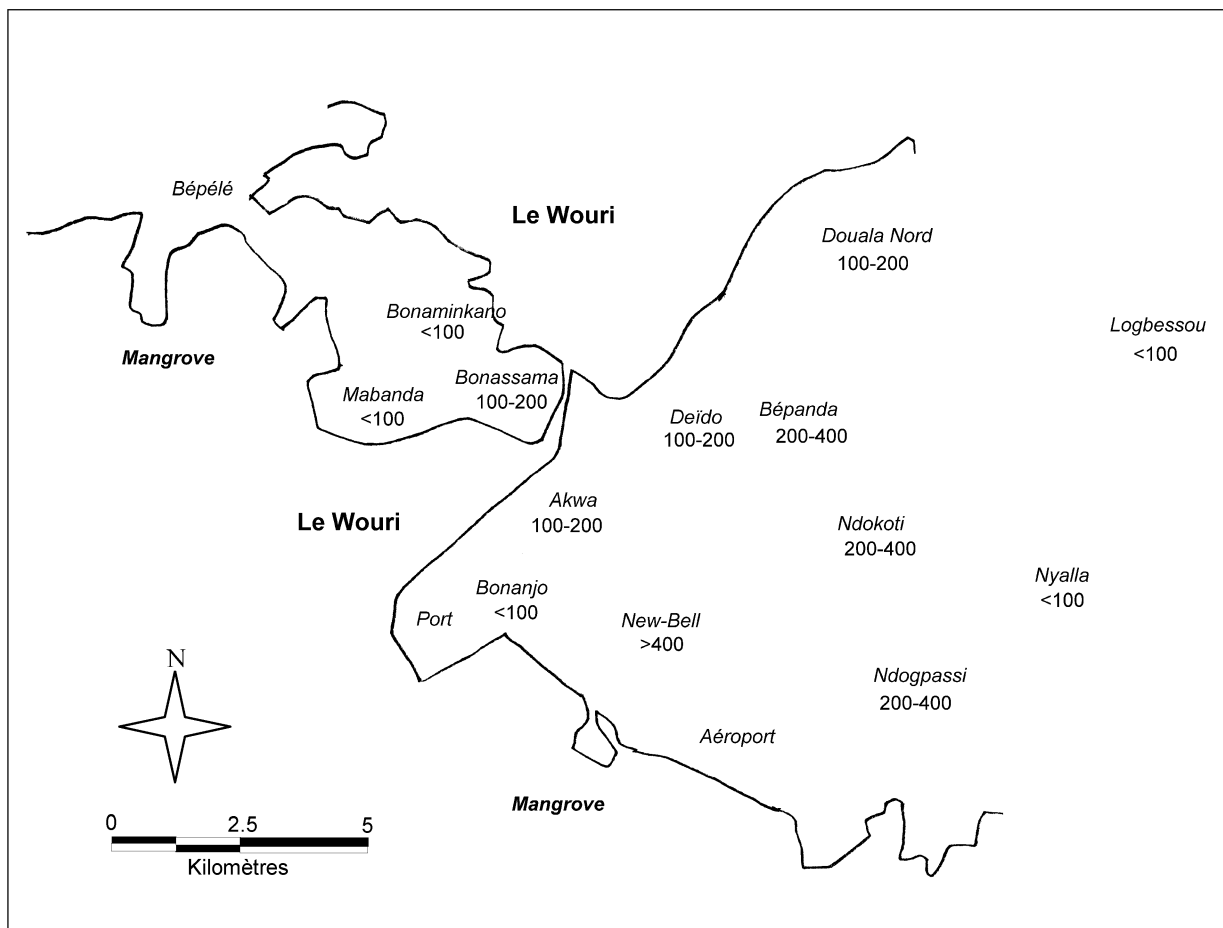 Bépélé
Le Wouri
Douala Nord
100-200
Bonaminkano
<100
Logbessou
<100
Mangrove
Bonassama
100-200
Mabanda
<100
Deïdo
100-200
Bépanda
200-400
Akwa
100-200
Le Wouri
Ndokoti
200-400
Nyalla
<100
Bonanjo
<100
Port
New-Bell
>400
N
Ndogpassi
200-400
Aéroport
Mangrove
0 2.5 5
Kilomètres